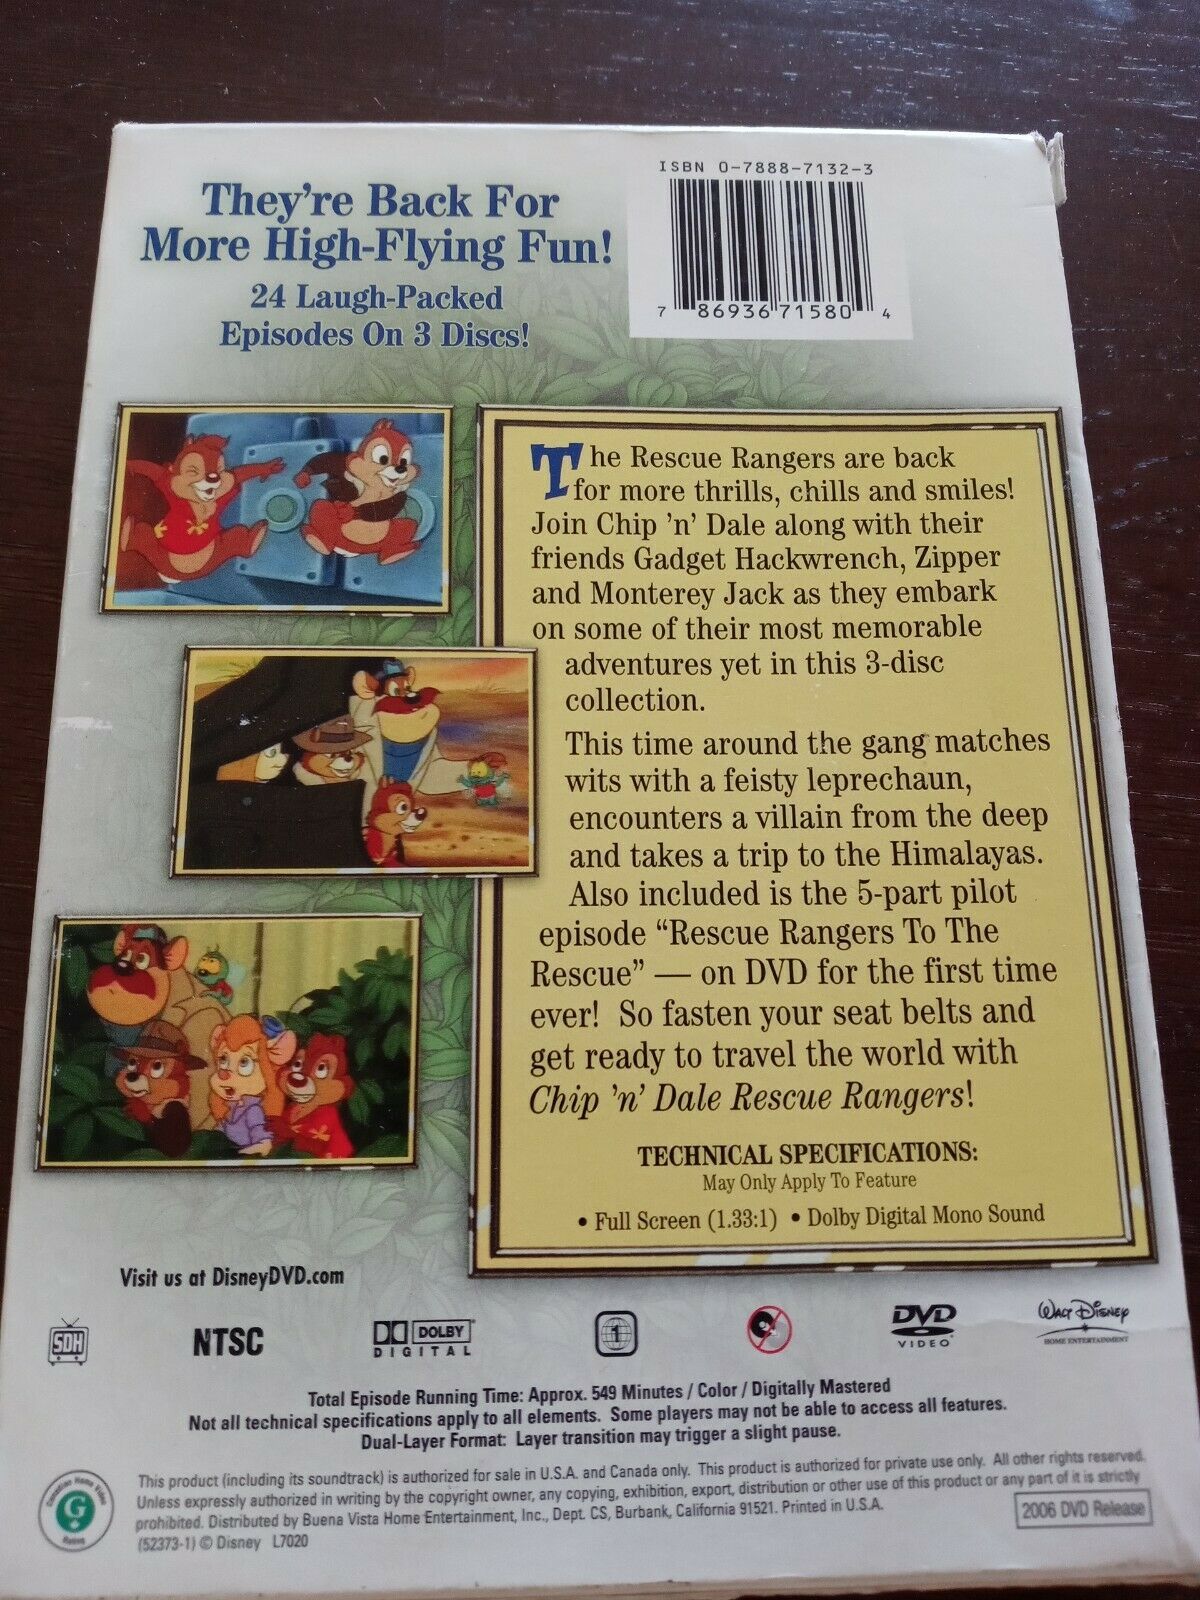 They're Back For
More High-Flying Fun!
24 Laugh-Packed
Episodes On 3 Discs!
ISBN 0-7888-7132-3
7 86936 71580 4
The Rescue Rangers are back
for more thrills, chills and smiles!
Join Chip 'n' Dale along with their
friends Gadget Hackwrench, Zipper
and Monterey Jack as they embark
on some of their most memorable
adventures yet in this 3-disc
collection.
This time around the gang matches
wits with a feisty leprechaun,
encounters a villain from the deep
and takes a trip to the Himalayas.
Also included is the 5-part pilot
episode “Rescue Rangers To The
Rescue” — on DVD for the first time
ever! So fasten your seat belts and
get ready to travel the world with
Chip 'n' Dale Rescue Rangers!
TECHNICAL SPECIFICATIONS:
May Only Apply To Feature
• Full Screen (1.33:1) • Dolby Digital Mono Sound
Visit us at DisneyDVD.com
SDH
NTSC
DOLBY
DIGITAL
1
DVD
VIDEO
Walt Disney
HOME ENTERTAINMENT
Total Episode Running Time: Approx. 549 Minutes / Color / Digitally Mastered
Not all technical specifications apply to all elements. Some players may not be able to access all features.
Dual-Layer Format: Layer transition may trigger a slight pause.
Canadian Home Video
G
Rated
This product (including its soundtrack) is authorized for sale in U.S.A. and Canada only. This product is authorized for private use only. All other rights reserved.
Unless expressly authorized in writing by the copyright owner, any copying, exhibition, export, distribution or other use of this product or any part of it is strictly
prohibited. Distributed by Buena Vista Home Entertainment, Inc., Dept. CS, Burbank, California 91521. Printed in U.S.A.
(52373-1) © Disney L7020
2006 DVD Release